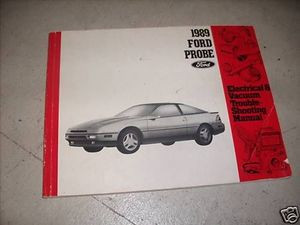 1989
FORD
PROBE
Ford
Electrical &
Vacuum
Trouble-
Shooting
Manual